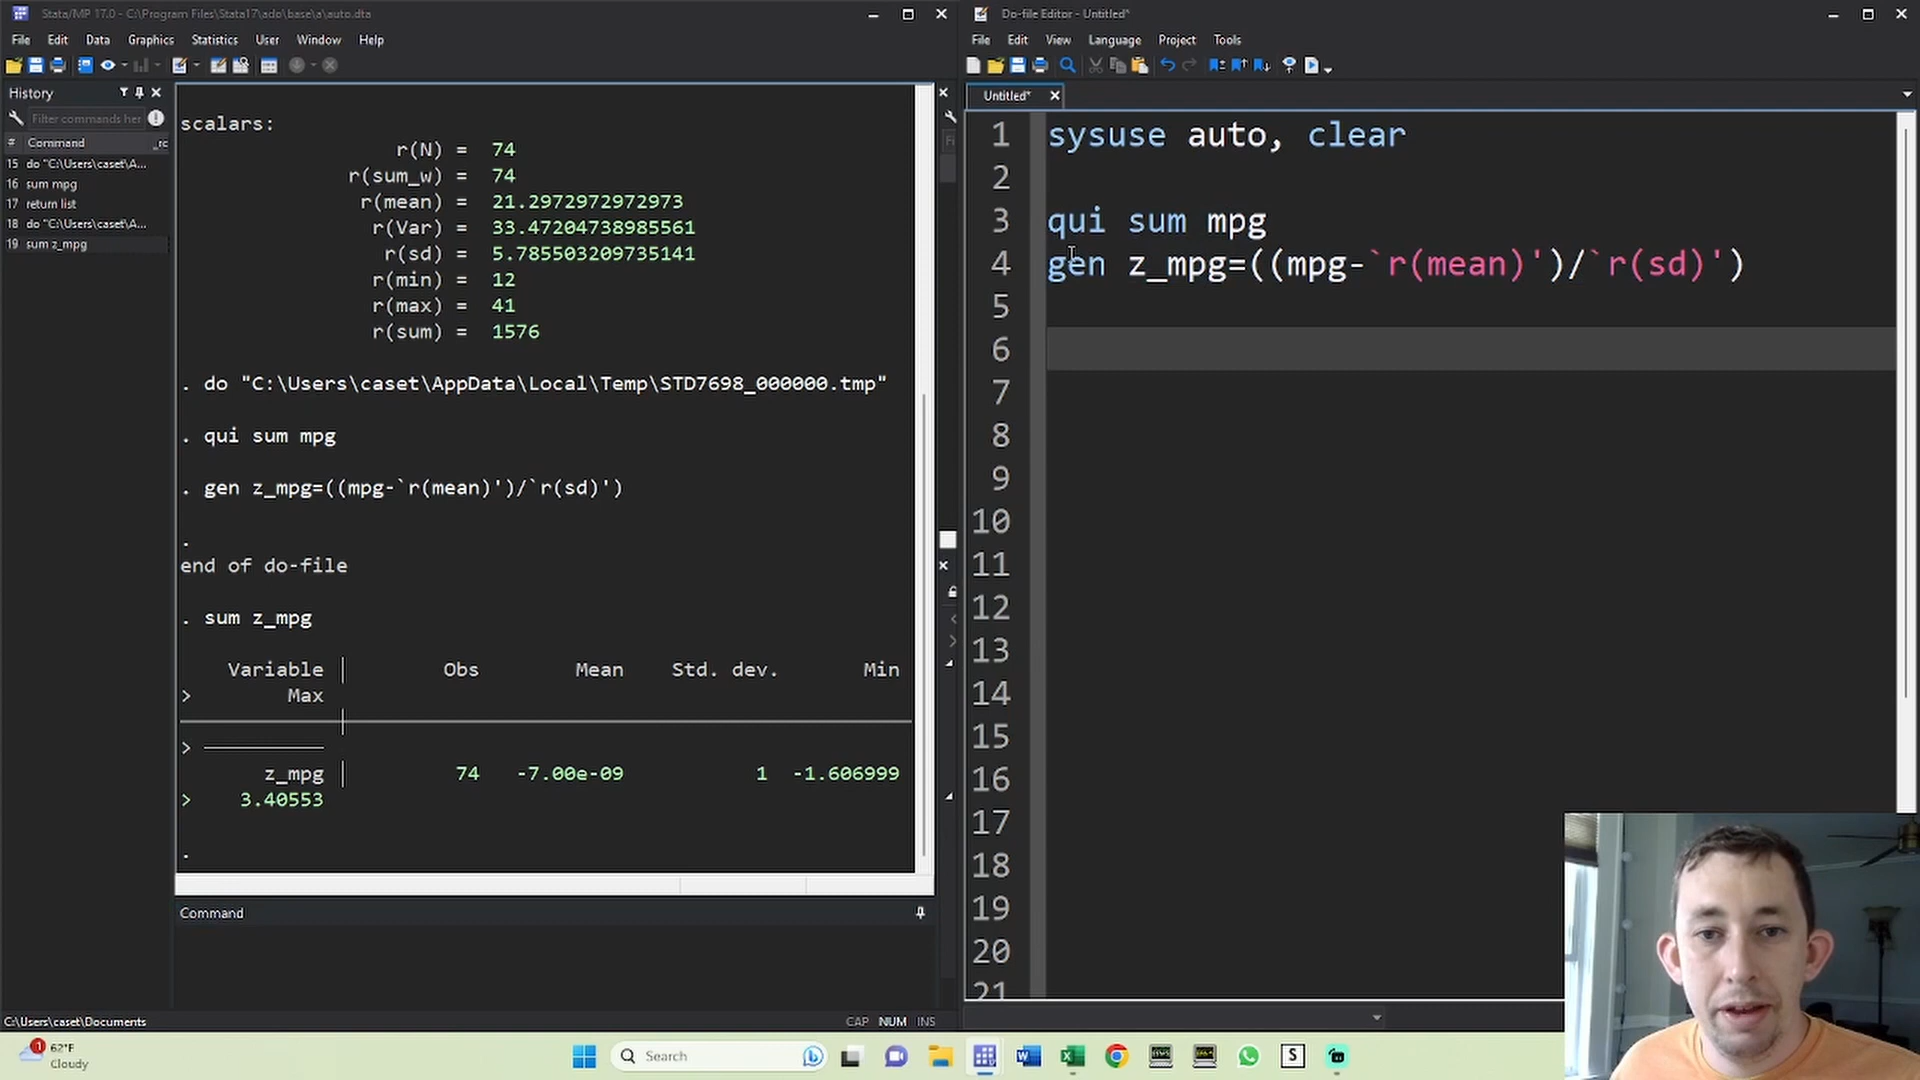 Stata/MP 17.0 - C:\Program Files\Stata17\ado\base\a\auto.dta
File Edit Data Graphics Statistics User Window Help
History
Filter commands her
# Command _rc
15 do "C:\Users\caset\A...
16 sum mpg
17 return list
18 do "C:\Users\caset\A...
19 sum z_mpg
scalars:
r(N) = 74
r(sum_w) = 74
r(mean) = 21.2972972972973
r(Var) = 33.47204738985561
r(sd) = 5.785503209735141
r(min) = 12
r(max) = 41
r(sum) = 1576
. do "C:\Users\caset\AppData\Local\Temp\STD7698_000000.tmp"
. qui sum mpg
. gen z_mpg=((mpg-`r(mean)')/`r(sd)')
.
end of do-file
. sum z_mpg
Variable | Obs Mean Std. dev. Min
> Max
>
z_mpg | 74 -7.00e-09 1 -1.606999
> 3.40553
.
Command
C:\Users\caset\Documents
CAP NUM INS
Do-file Editor - Untitled*
File Edit View Language Project Tools
Untitled*
1 sysuse auto, clear
2
3 qui sum mpg
4 gen z_mpg=((mpg-`r(mean)')/`r(sd)')
5
6
7
8
9
10
11
12
13
14
15
16
17
18
19
20
21
1
62°F
Cloudy
Search
S